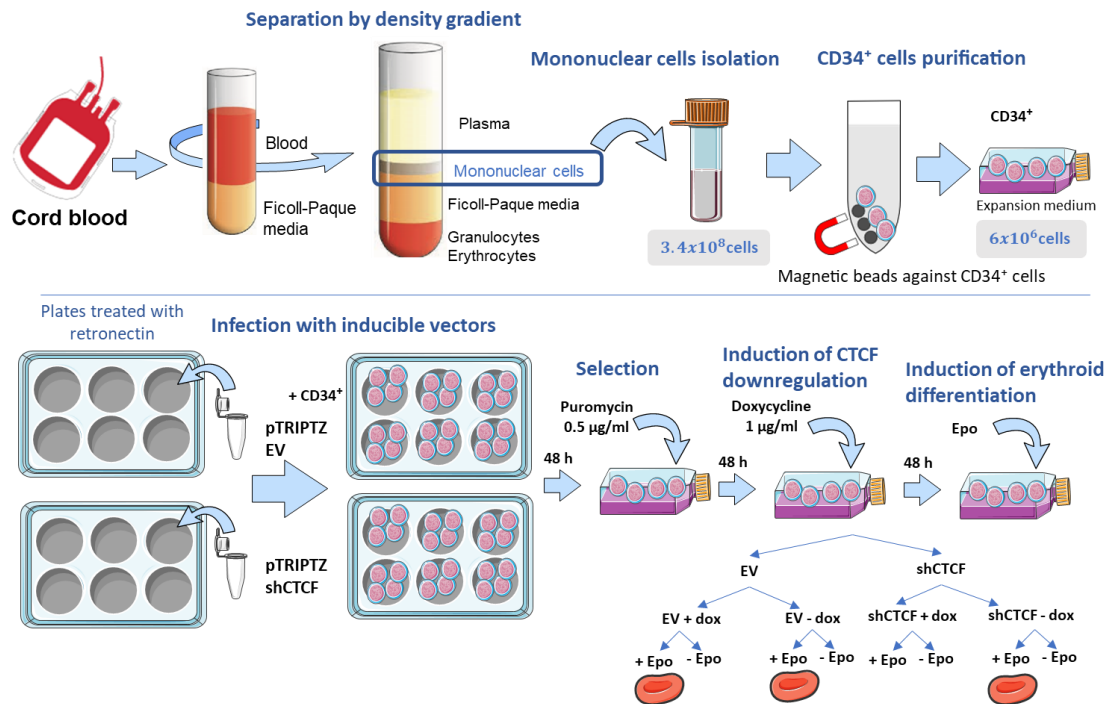 Separation by density gradient
Mononuclear cells isolation
CD34⁺ cells purification
Cord blood
Blood
Ficoll-Paque
media
Plasma
Mononuclear cells
Ficoll-Paque media
Granulocytes
Erythrocytes
3.4x10⁸cells
CD34⁺
Expansion medium
6x10⁶cells
Magnetic beads against CD34⁺ cells
Plates treated with
retronectin
Infection with inducible vectors
+ CD34⁺
pTRIPTZ
EV
pTRIPTZ
shCTCF
48 h
Selection
Puromycin
0.5 µg/ml
48 h
Induction of CTCF
downregulation
Doxycycline
1 µg/ml
48 h
Induction of erythroid
differentiation
Epo
EV
shCTCF
EV + dox
EV - dox
shCTCF + dox
shCTCF - dox
+ Epo
- Epo
+ Epo
- Epo
+ Epo
- Epo
+ Epo
- Epo